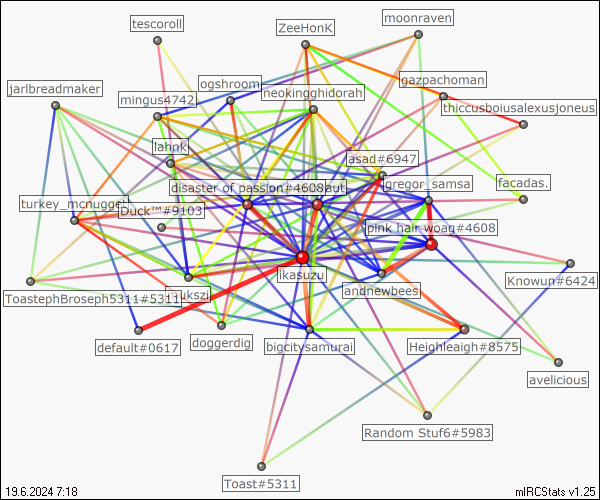 moonraven
tescoroll
ZeeHonK
gazpachoman
ogshroom
jarlbreadmaker
neokingghidorah
mingus4742
thiccusboiusalexusjoneus
lahnk
asad#6947
gregor_samsa
facadas.
disaster of passion#4608
aut
turkey_mcnugget
Duck™#9103
pink hair woag#4608
ikasuzu
Knowun#6424
andnewbees
ToastephBroseph5311#5311
ukszi
doggerdig
default#0617
bigcitysamurai
Heighleaigh#8575
avelicious
Random Stuf6#5983
Toast#5311
19.6.2024 7:18
mIRCStats v1.25